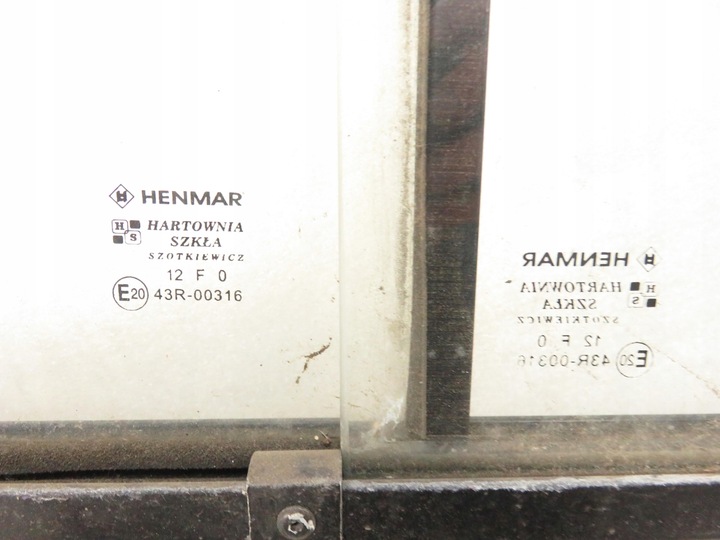 HENMAR
H
S
HARTOWNIA
SZKŁA
SZOTKIEWICZ
12 F 0
E20 43R-00316
HENMAR
H
S
HARTOWNIA
SZKŁA
SZOTKIEWICZ
12 F 0
E20 43R-00316